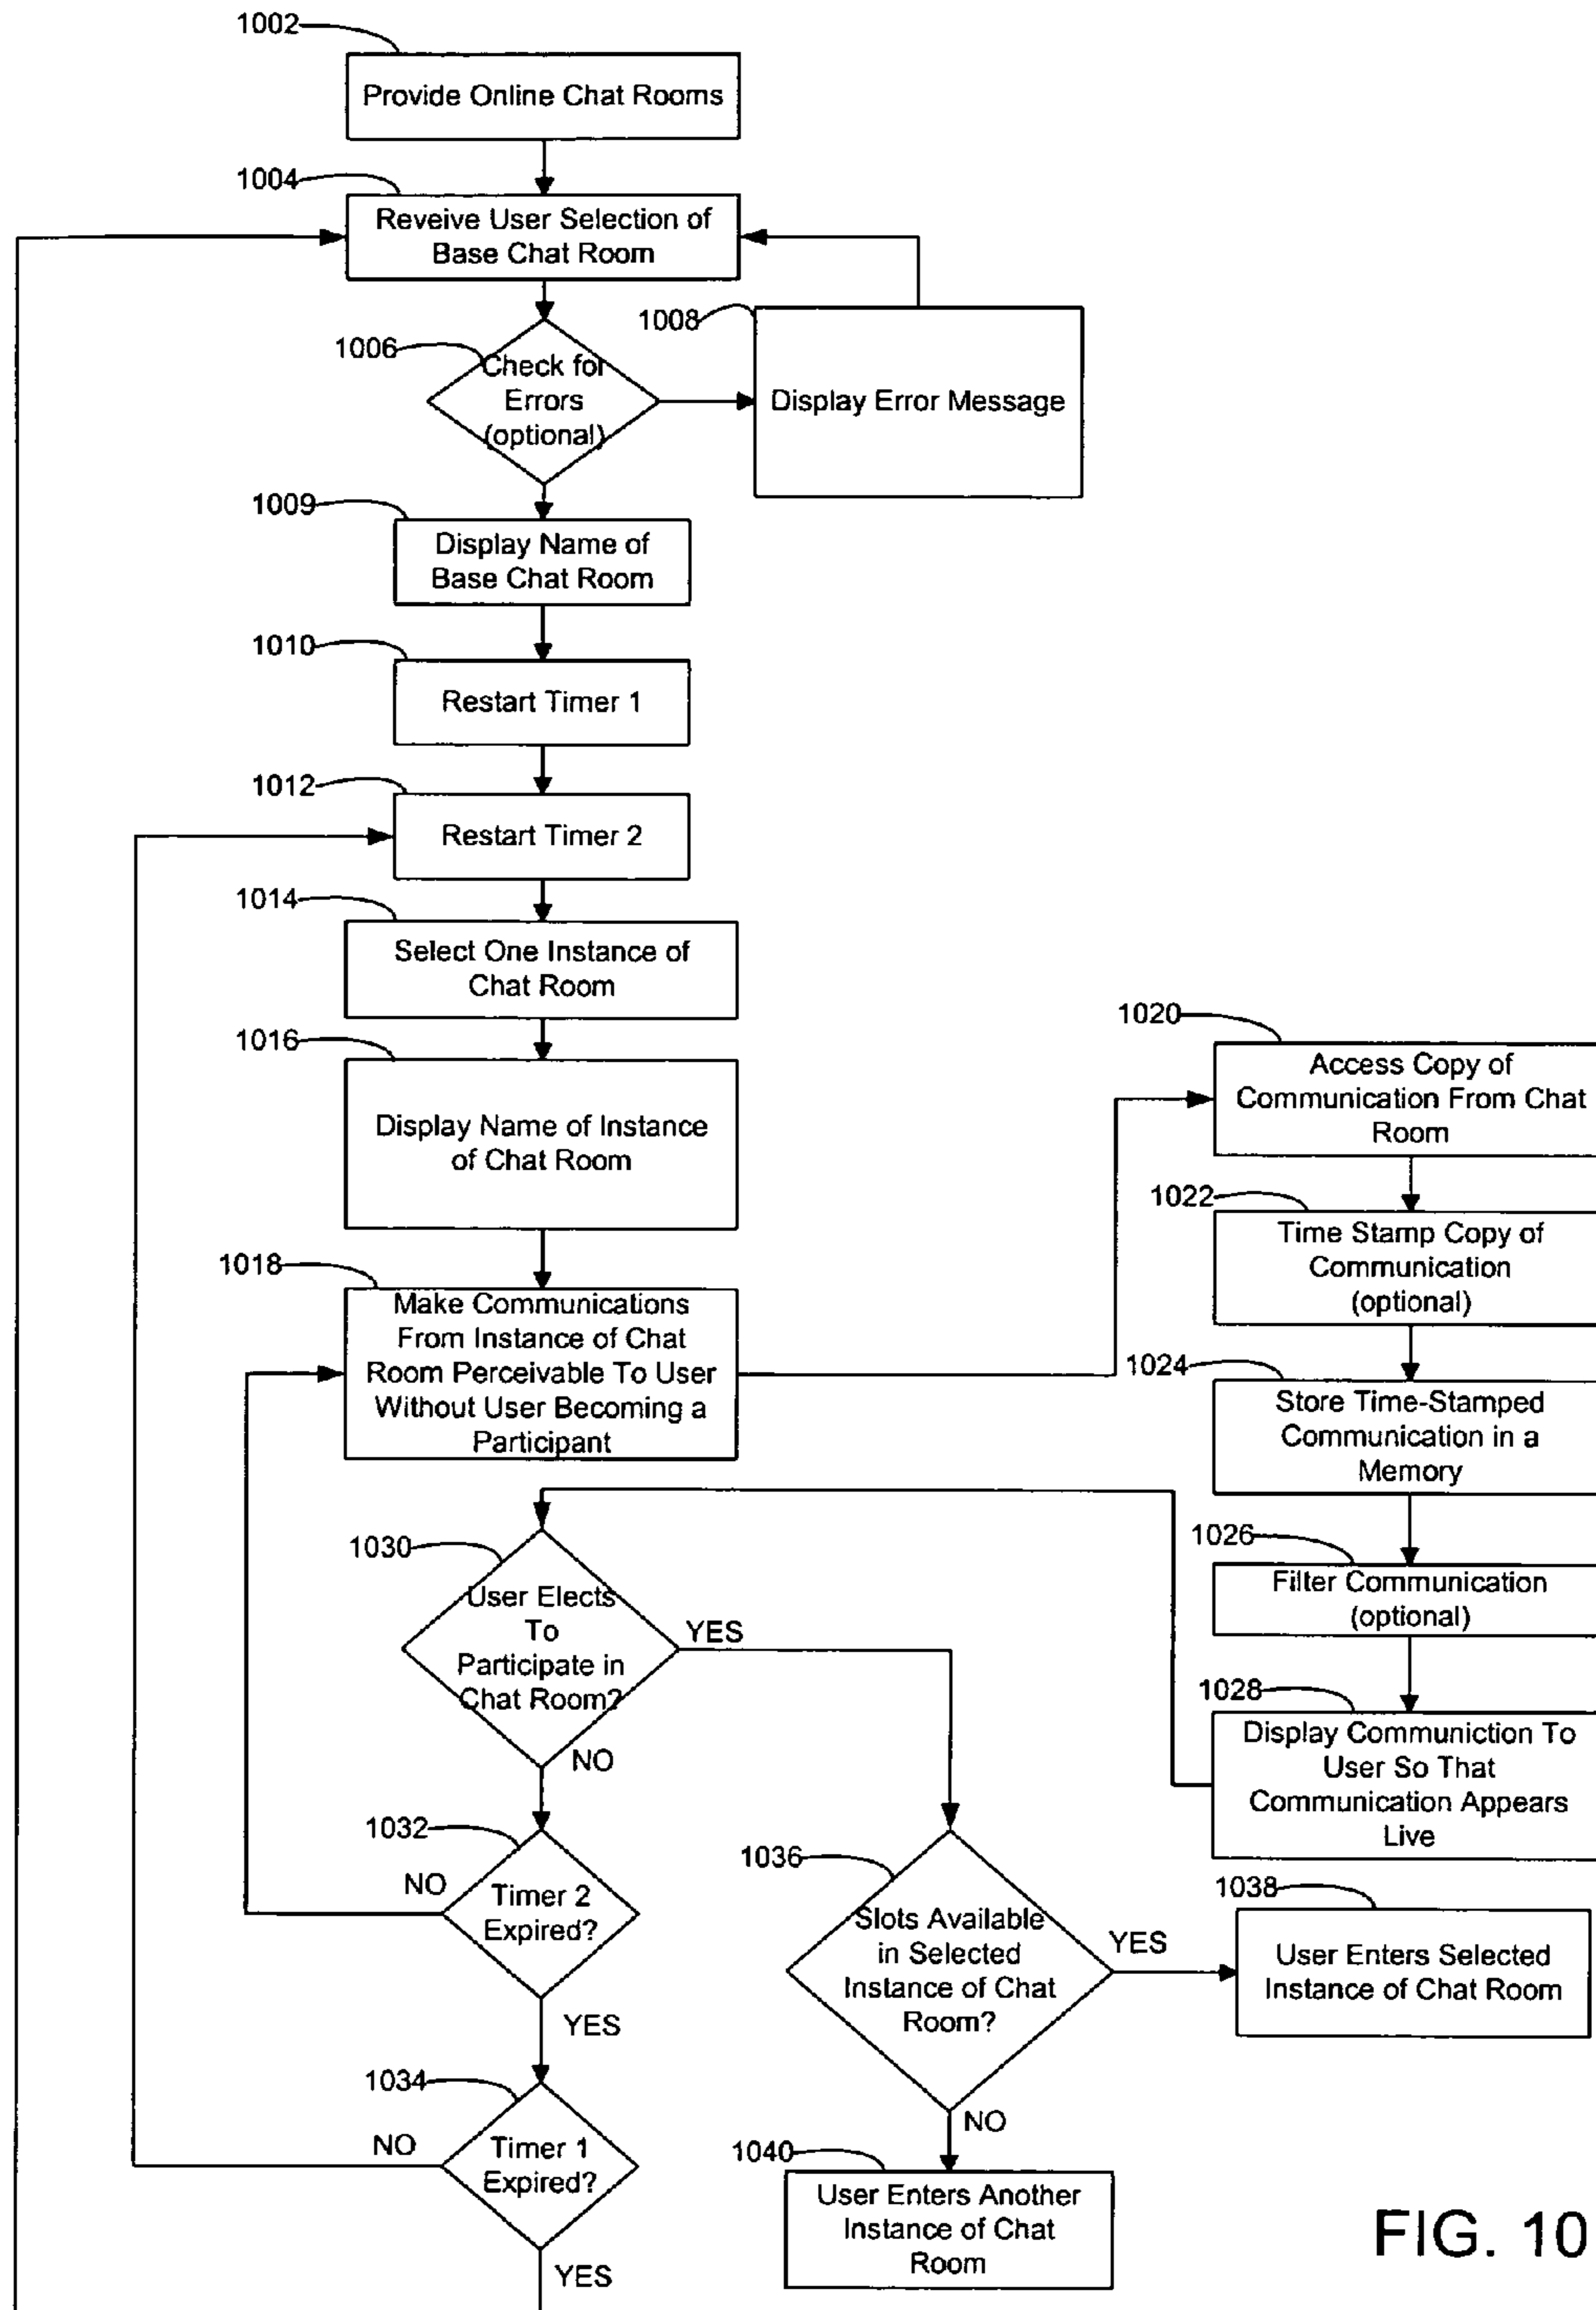 1002
Provide Online Chat Rooms
1004
Reveive User Selection of
Base Chat Room
1006
Check for
Errors
(optional)
1008
Display Error Message
1009
Display Name of
Base Chat Room
1010
Restart Timer 1
1012
Restart Timer 2
1014
Select One Instance of
Chat Room
1016
Display Name of Instance
of Chat Room
1018
Make Communications
From Instance of Chat
Room Perceivable To User
Without User Becoming a
Participant
1020
Access Copy of
Communication From Chat
Room
1022
Time Stamp Copy of
Communication
(optional)
1024
Store Time-Stamped
Communication in a
Memory
1026
Filter Communication
(optional)
1028
Display Communiction To
User So That
Communication Appears
Live
1030
User Elects
To
Participate in
Chat Room?
YES
NO
1032
Timer 2
Expired?
NO
YES
1034
Timer 1
Expired?
NO
YES
1036
Slots Available
in Selected
Instance of Chat
Room?
YES
NO
1038
User Enters Selected
Instance of Chat Room
1040
User Enters Another
Instance of Chat
Room
FIG. 10